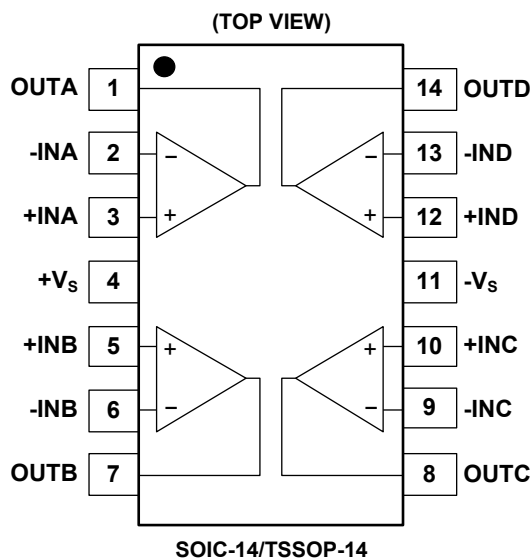 (TOP VIEW)
OUTA 1 14 OUTD
-INA 2 − − 13 -IND
+INA 3 + + 12 +IND
+VS 4 11 -VS
+INB 5 + + 10 +INC
-INB 6 − − 9 -INC
OUTB 7 8 OUTC
SOIC-14/TSSOP-14